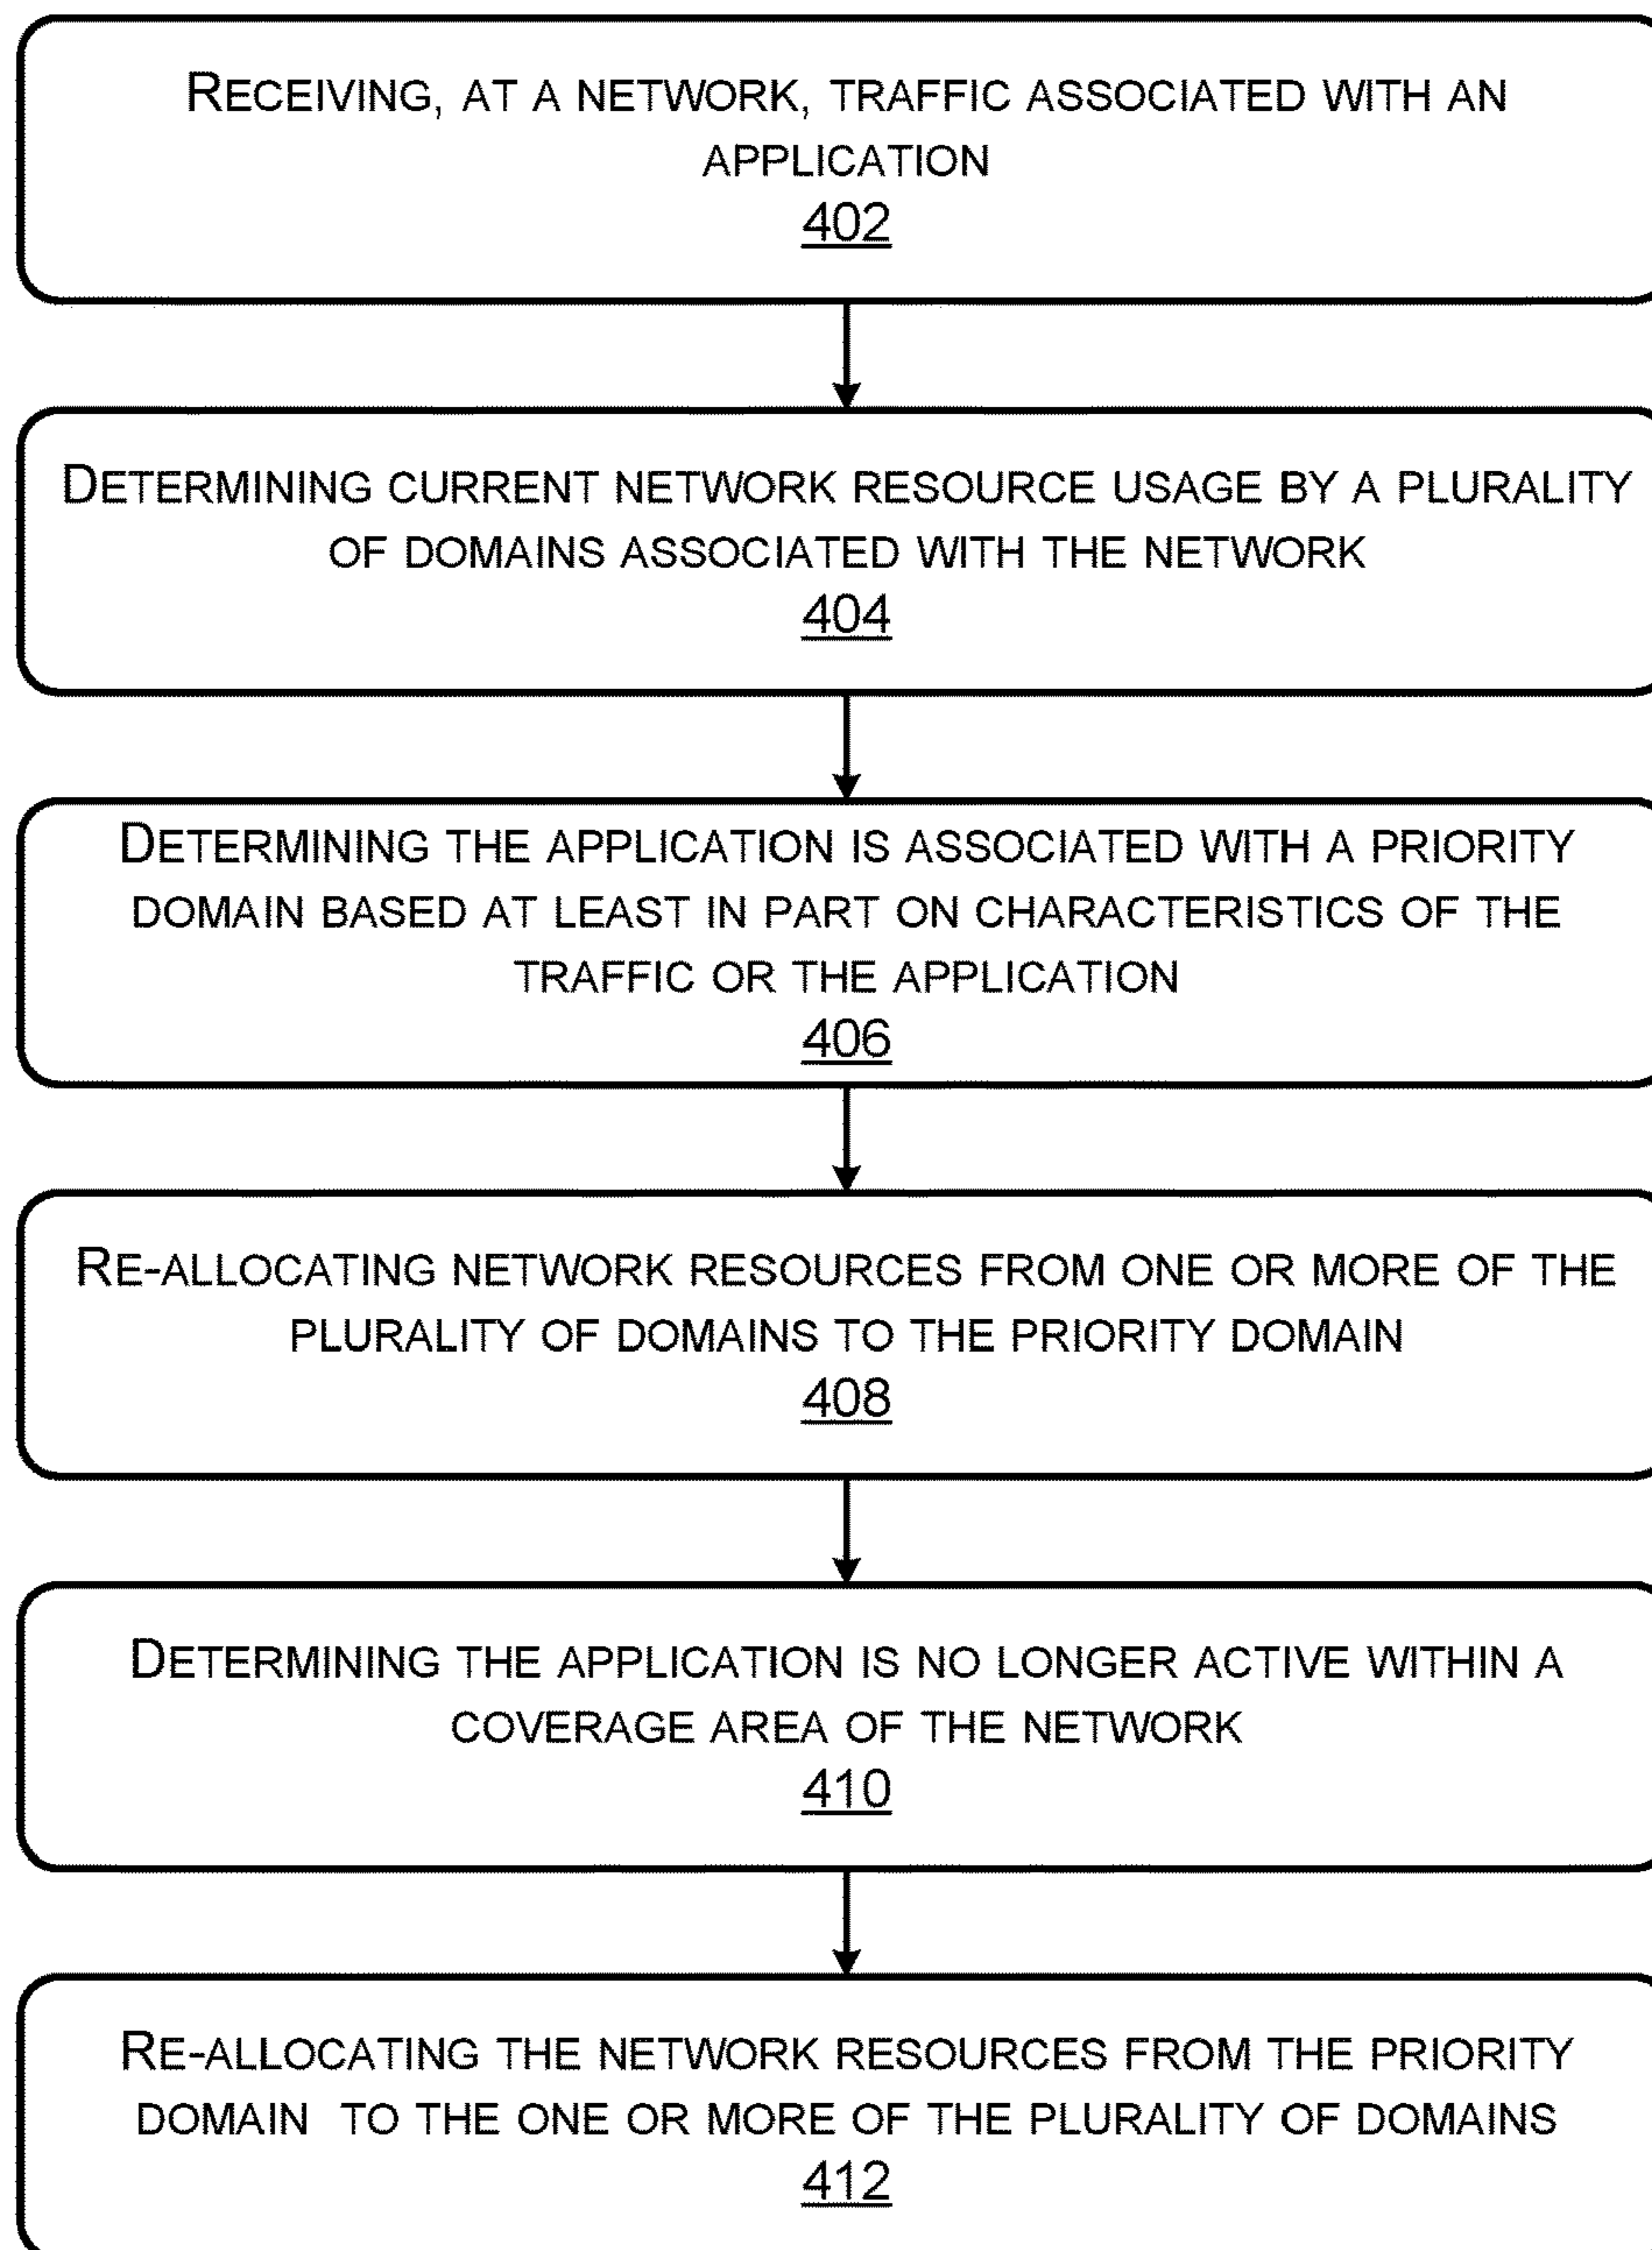 RECEIVING, AT A NETWORK, TRAFFIC ASSOCIATED WITH AN
APPLICATION
402
DETERMINING CURRENT NETWORK RESOURCE USAGE BY A PLURALITY
OF DOMAINS ASSOCIATED WITH THE NETWORK
404
DETERMINING THE APPLICATION IS ASSOCIATED WITH A PRIORITY
DOMAIN BASED AT LEAST IN PART ON CHARACTERISTICS OF THE
TRAFFIC OR THE APPLICATION
406
RE-ALLOCATING NETWORK RESOURCES FROM ONE OR MORE OF THE
PLURALITY OF DOMAINS TO THE PRIORITY DOMAIN
408
DETERMINING THE APPLICATION IS NO LONGER ACTIVE WITHIN A
COVERAGE AREA OF THE NETWORK
410
RE-ALLOCATING THE NETWORK RESOURCES FROM THE PRIORITY
DOMAIN TO THE ONE OR MORE OF THE PLURALITY OF DOMAINS
412